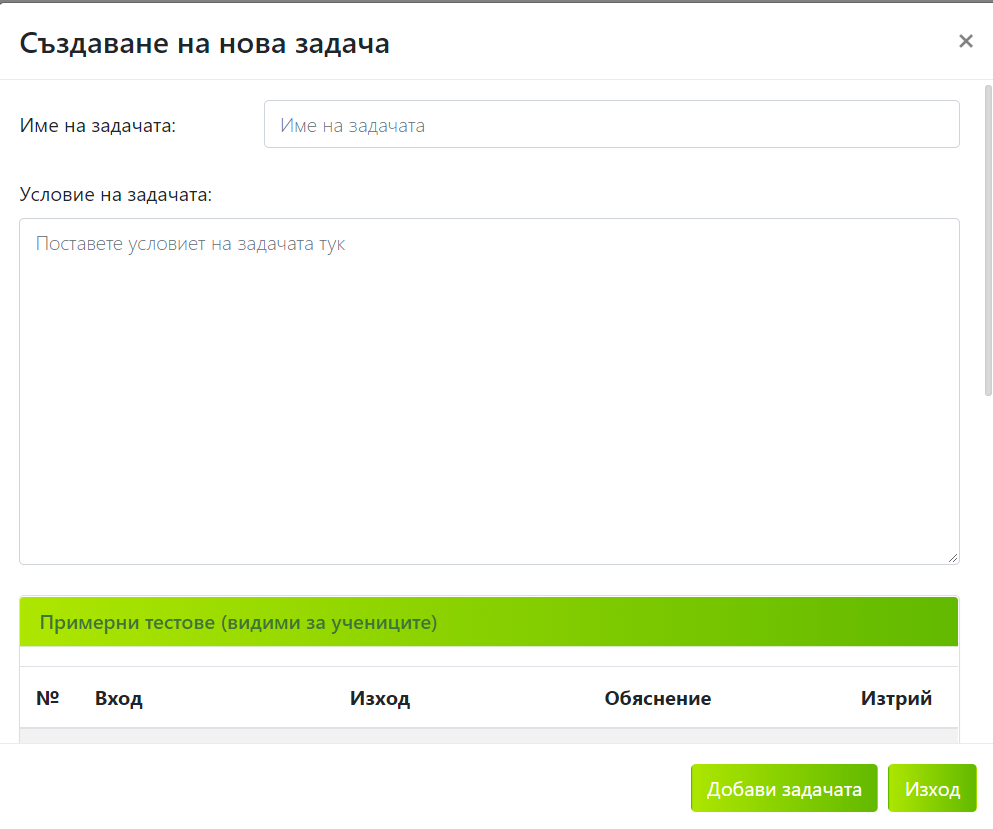 Създаване на нова задача ×
Име на задачата: Име на задачата
Условие на задачата:
Поставете условиет на задачата тук
Примерни тестове (видими за учениците)
№ Вход Изход Обяснение Изтрий
Добави задачата Изход